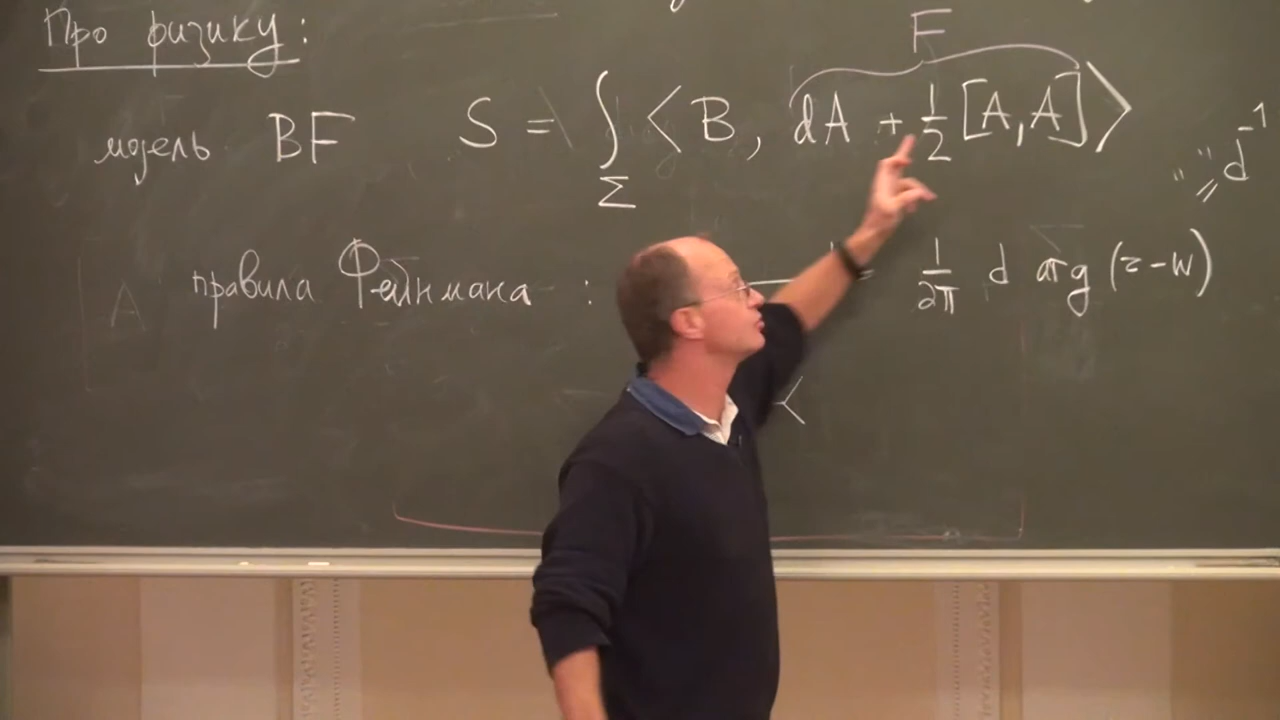 Про физику:
F
модель BF S = ∫_Σ ⟨B, dA + 1/2 [A,A]⟩
" d⁻¹
A правила Фейнмана : = 1/2π d arg (z-w)